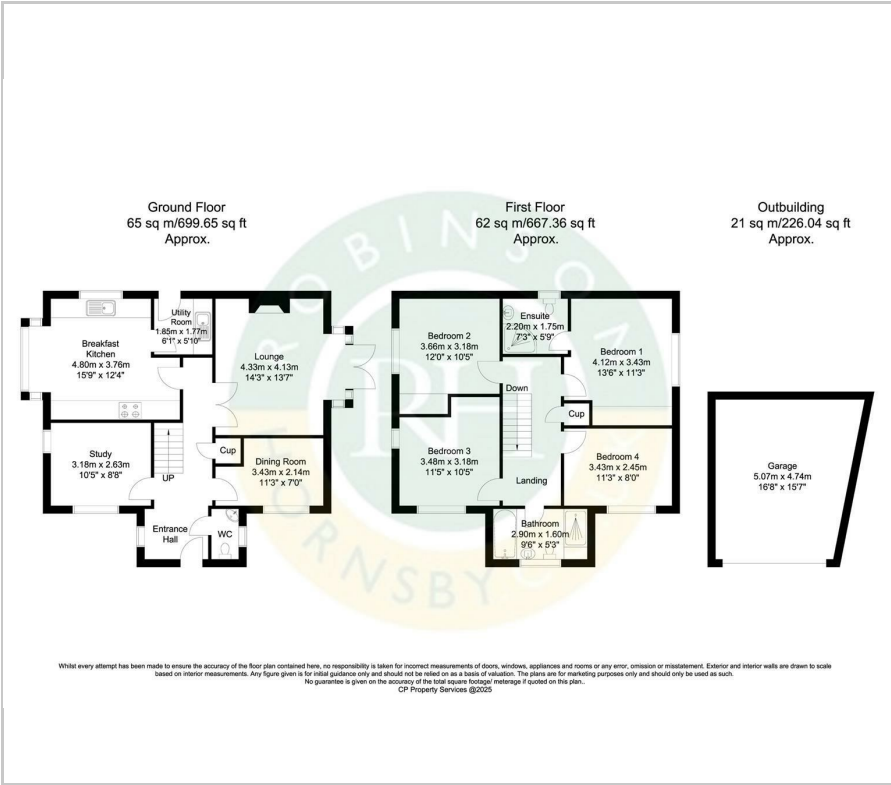 Ground Floor
65 sq m/699.65 sq ft
Approx.
First Floor
62 sq m/667.36 sq ft
Approx.
Outbuilding
21 sq m/226.04 sq ft
Approx.
Breakfast
Kitchen
4.80m x 3.76m
15'9" x 12'4"
Utility
Room
1.85m x 1.77m
6'1" x 5'10"
Lounge
4.33m x 4.13m
14'3" x 13'7"
Study
3.18m x 2.63m
10'5" x 8'8"
UP
Cup
Dining Room
3.43m x 2.14m
11'3" x 7'0"
Entrance
Hall
WC
Bedroom 2
3.66m x 3.18m
12'0" x 10'5"
Ensuite
2.20m x 1.75m
7'3" x 5'9"
Bedroom 1
4.12m x 3.43m
13'6" x 11'3"
Down
Cup
Bedroom 3
3.48m x 3.18m
11'5" x 10'5"
Landing
Bedroom 4
3.43m x 2.45m
11'3" x 8'0"
Bathroom
2.90m x 1.60m
9'6" x 5'3"
Garage
5.07m x 4.74m
16'8" x 15'7"
ROBINSON
RH
HORNSBY
Whilst every attempt has been made to ensure the accuracy of the floor plan contained here, no responsibility is taken for incorrect measurements of doors, windows, appliances and rooms or any error, omission or misstatement. Exterior and interior walls are drawn to scale
based on interior measurements. Any figure given is for initial guidance only and should not be relied on as a basis of valuation. The plans are for marketing purposes only and should only be used as such.
No guarantee is given on the accuracy of the total square footage/ meterage if quoted on this plan..
CP Property Services @2025